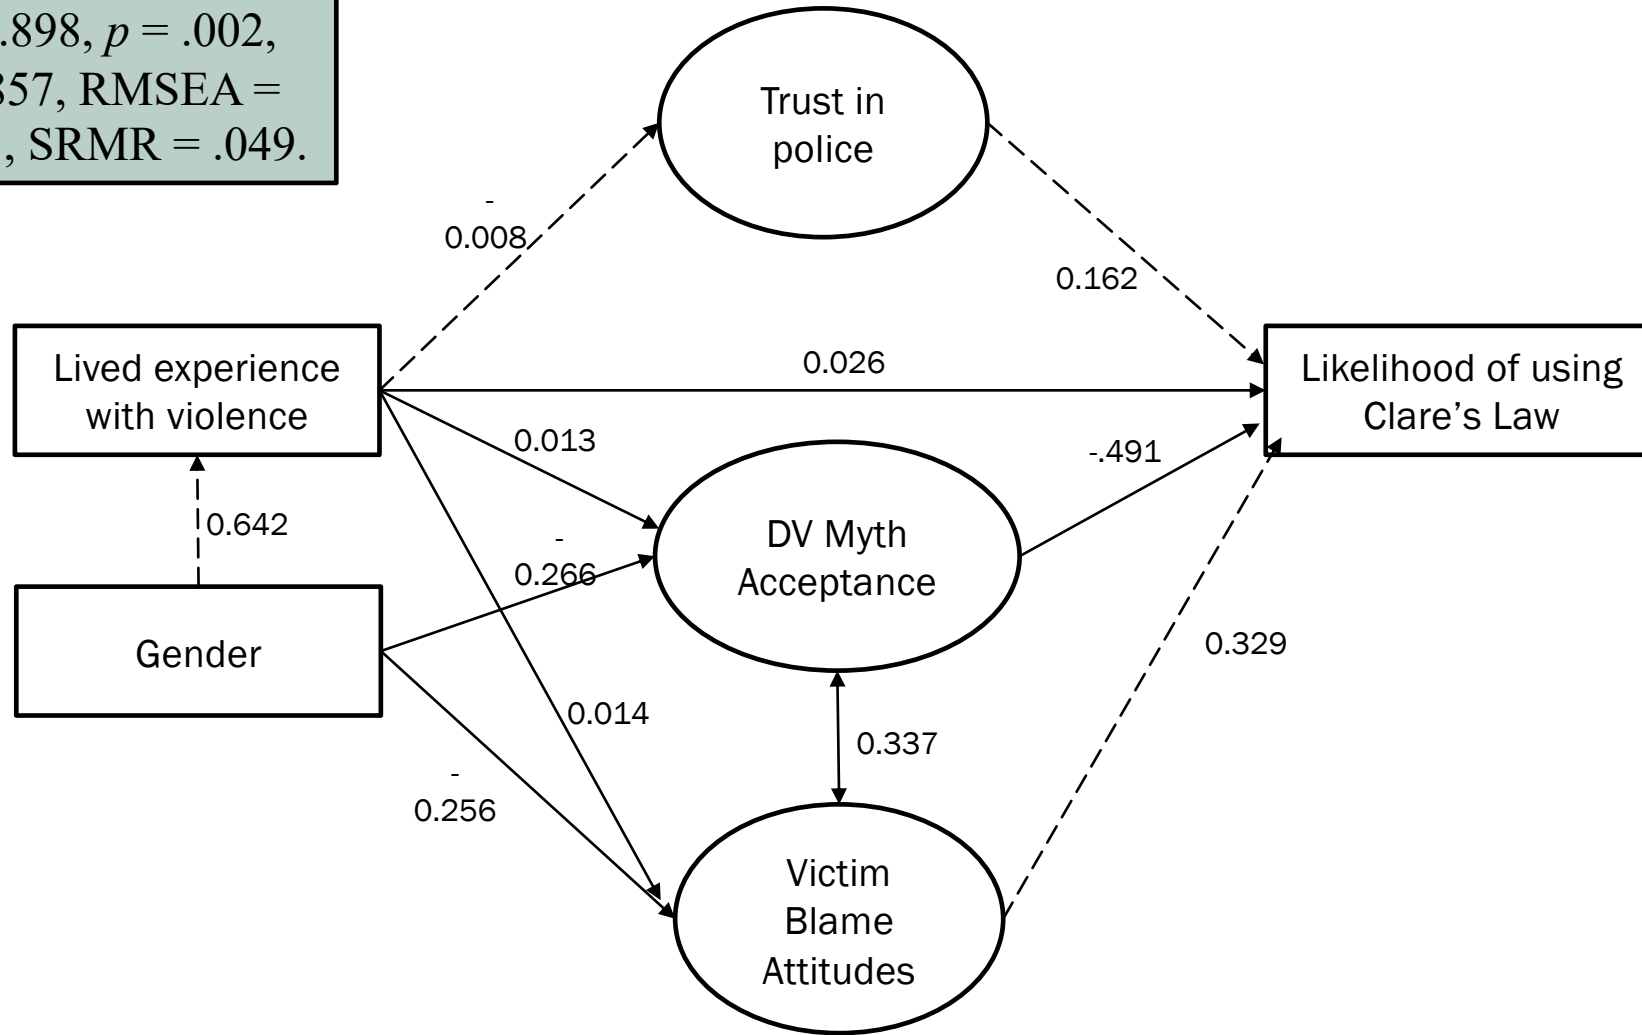 .898, p = .002,
857, RMSEA =
, SRMR = .049.
Trust in
police
-
0.008
0.162
Lived experience
with violence
0.026
Likelihood of using
Clare’s Law
0.013
-.491
0.642
-
0.266
DV Myth
Acceptance
Gender
0.329
0.014
0.337
-
0.256
Victim
Blame
Attitudes